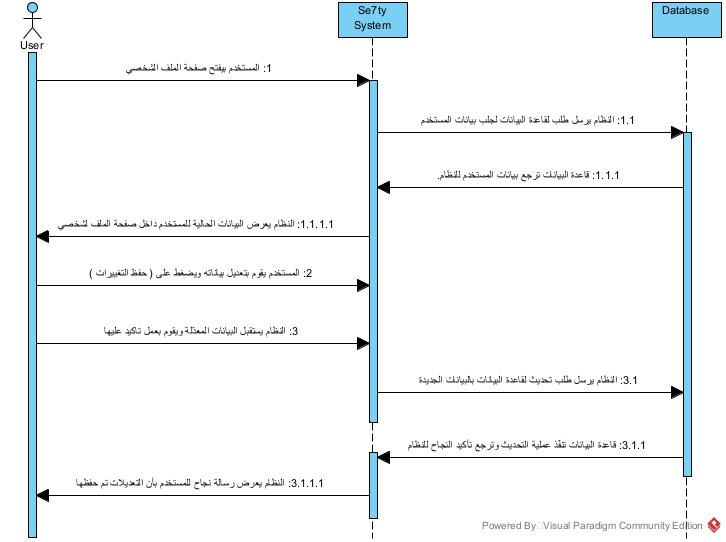 Se7ty
System
Database
User
1: المستخدم بيفتح صفحة الملف الشخصي
1.1: النظام يرسل طلب لقاعدة البيانات لجلب بيانات المستخدم
1.1.1: قاعدة البيانات ترجع بيانات المستخدم للنظام.
1.1.1.1: النظام يعرض البيانات الحالية للمستخدم داخل صفحة الملف لشخصي
2: المستخدم يقوم بتعديل بياناته ويضغط على ( حفظ التغييرات )
3: النظام يستقبل البيانات المعدّلة ويقوم بعمل تاكيد عليها
3.1: النظام يرسل طلب تحديث لقاعدة البيانات بالبيانات الجديدة
3.1.1: قاعدة البيانات تنفّذ عملية التحديث وترجع تأكيد النجاح للنظام
3.1.1.1: النظام يعرض رسالة نجاح للمستخدم بأن التعديلات تم حفظها
Powered By Visual Paradigm Community Edition